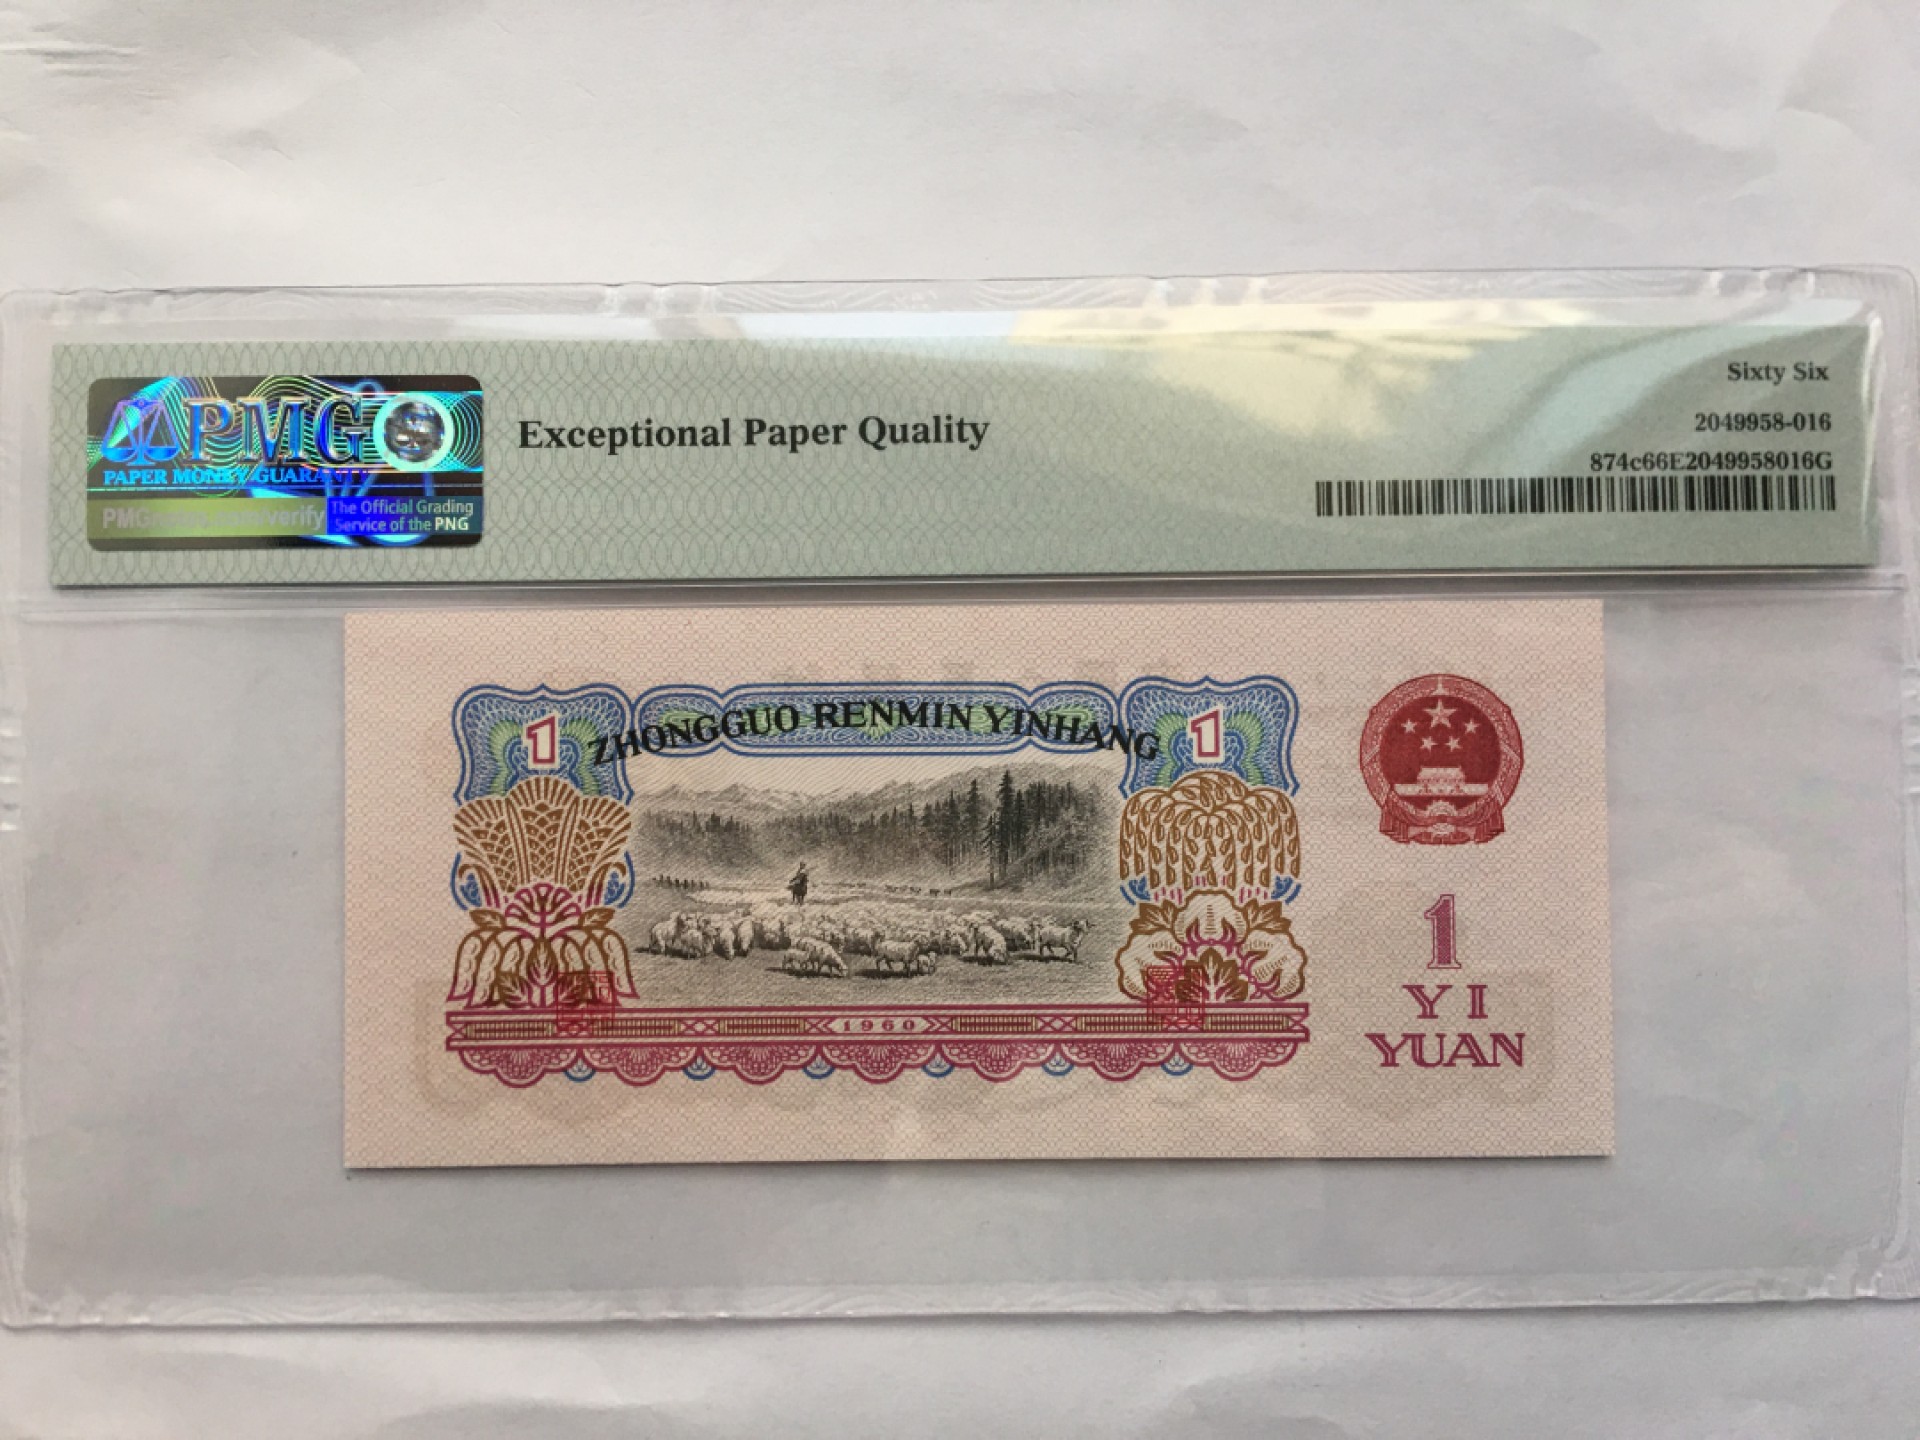 PMG
PAPER MONEY GUARANTY
The Official Grading
Service of the PNG
Exceptional Paper Quality
Sixty Six
2049958-016
874c66E2049958016G
1 ZHONGGUO RENMIN YINHANG 1
1960
1
YI
YUAN